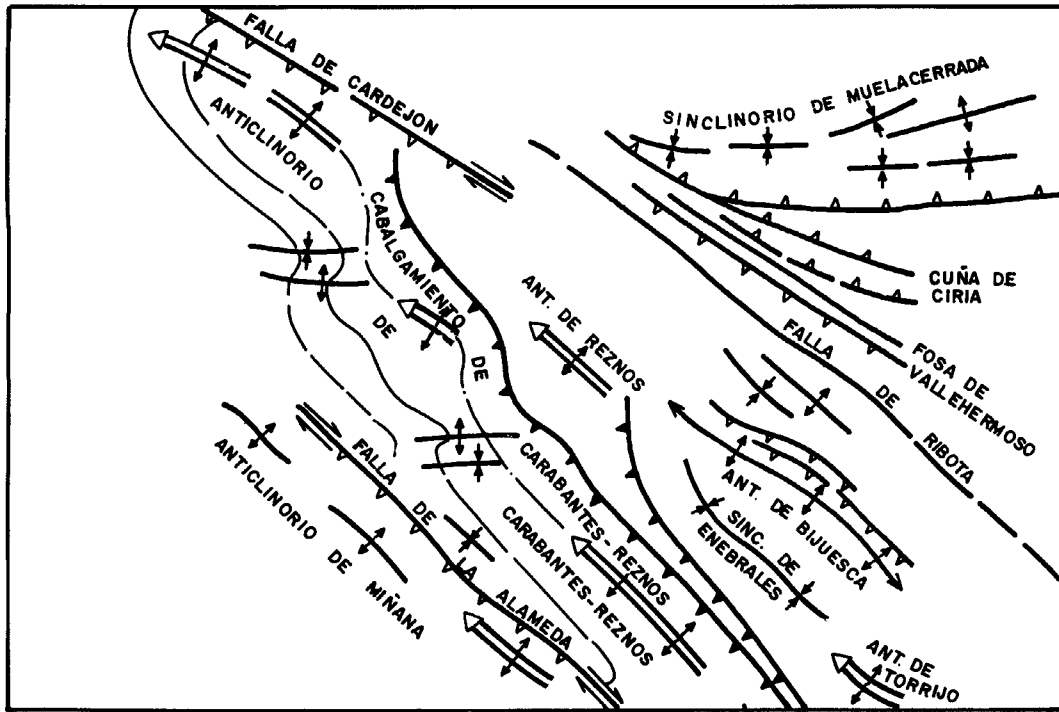 FALLA DE CARDEJON
SINCLINORIO DE MUELACERRADA
ANTICLINORIO DE CARABANTES-REZNOS
CABALGAMIENTO DE CARABANTES-REZNOS
CUÑA DE
CIRIA
ANT. DE REZNOS
FALLA DE RIBOTA
FOSA DE
VALLEHERMOSO
ANTICLINORIO DE MIÑANA
FALLA DE LA ALAMEDA
ANT. DE BIJUESCA
SINC. DE
ENEBRALES
ANT. DE
TORRIJO